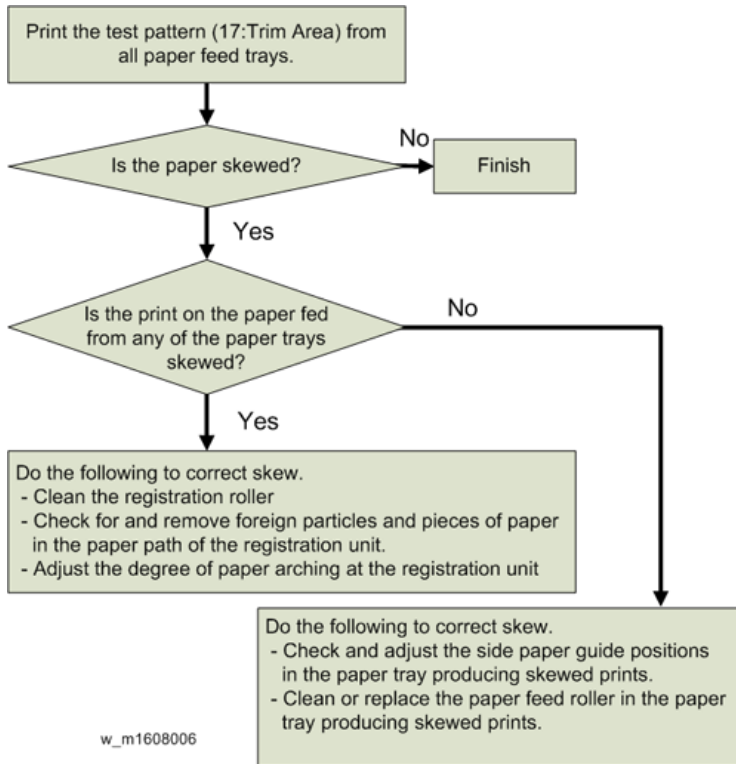 Print the test pattern (17:Trim Area) from
all paper feed trays.
Is the paper skewed?
No
Finish
Yes
Is the print on the paper fed
from any of the paper trays
skewed?
No
Yes
Do the following to correct skew.
- Clean the registration roller
- Check for and remove foreign particles and pieces of paper
in the paper path of the registration unit.
- Adjust the degree of paper arching at the registration unit
Do the following to correct skew.
- Check and adjust the side paper guide positions
in the paper tray producing skewed prints.
- Clean or replace the paper feed roller in the paper
tray producing skewed prints.
w_m1608006